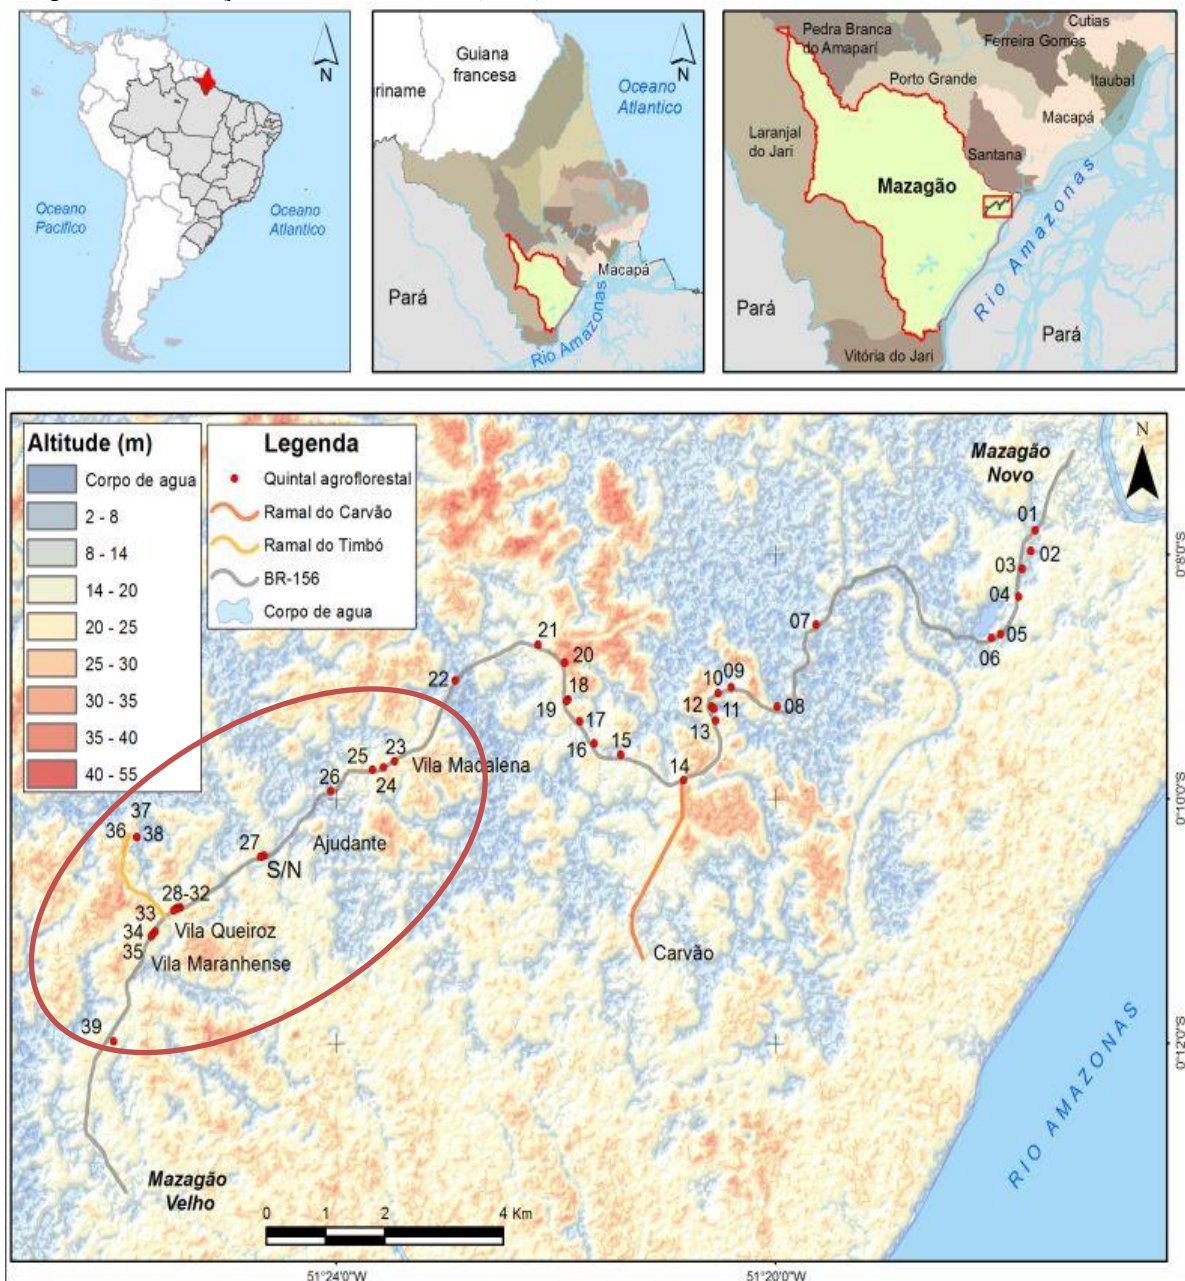 N
Oceano
Pacífico
Oceano
Atlantico
Guiana
francesa
uriname
N
Oceano
Atlantico
Macapá
Pará
Rio Amazonas
Pedra Branca
do Amaparí
Cutias
Ferreira Gomes
Itaubal
Porto Grande
Macapá
Laranjal
do Jari
Santana
Mazagão
Rio Amazonas
N
Pará
Pará
Vitória do Jari
Altitude (m)
Corpo de agua
2 - 8
8 - 14
14 - 20
20 - 25
25 - 30
30 - 35
35 - 40
40 - 55
Legenda
Quintal agroflorestal
Ramal do Carvão
Ramal do Timbó
BR-156
Corpo de agua
Mazagão
Novo
N
01
02
03
04
05
06
07
08
09
10
11
12
13
14
15
16
17
18
19
20
21
22
23
Vila Madalena
24
25
26
Ajudante
27
S/N
28-32
33
Vila Queiroz
34
35
Vila Maranhense
36
37
38
39
Carvão
Mazagão
Velho
RIO AMAZONAS
0 1 2 4 Km
0°8'0"S
0°10'0"S
0°12'0"S
51°24'0"W
51°20'0"W